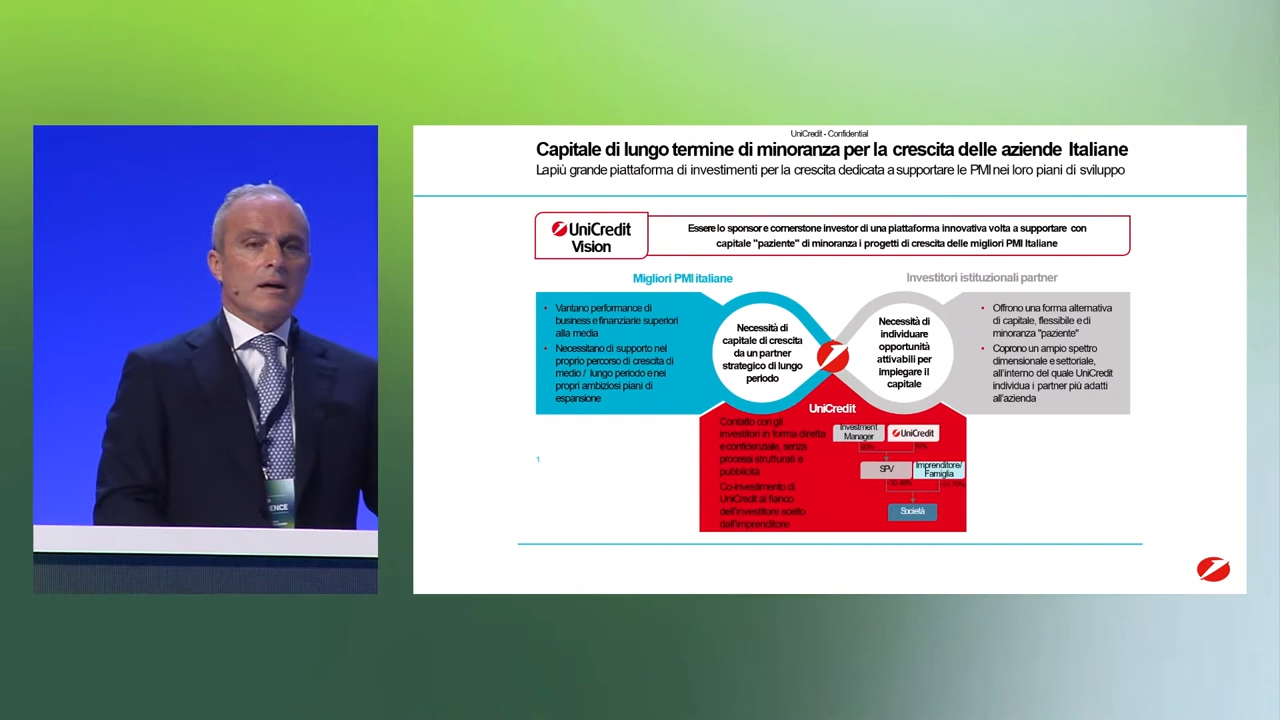 UniCredit - Confidential
Capitale di lungo termine di minoranza per la crescita delle aziende Italiane
La più grande piattaforma di investimenti per la crescita dedicata a supportare le PMI nei loro piani di sviluppo
UniCredit
Vision
Essere lo sponsor e cornerstone investor di una piattaforma innovativa volta a supportare con
capitale "paziente" di minoranza i progetti di crescita delle migliori PMI Italiane
Migliori PMI italiane
Investitori istituzionali partner
• Vantano performance di
business e finanziarie superiori
alla media
• Necessitano di supporto nel
proprio percorso di crescita di
medio / lungo periodo e nei
propri ambiziosi piani di
espansione
Necessità di
capitale di crescita
da un partner
strategico di lungo
periodo
Necessità di
individuare
opportunità
attivabili per
implegare il
capitale
• Offrono una forma alternativa
di capitale, flessibile e di
minoranza "paziente"
• Coprono un ampio spettro
dimensionale e settoriale,
all'interno del quale UniCredit
individua i partner più adatti
all'azienda
UniCredit
Contatto con gli
investitori in forma diretta
e confidenziale, senza
processi strutturati e
pubblicità
Co-investimento di
UniCredit al fianco
dell'investitore scelto
dall'imprenditore
Investment
Manager
UniCredit
SPV
Imprenditore/
Famiglia
Società
1
ENCE